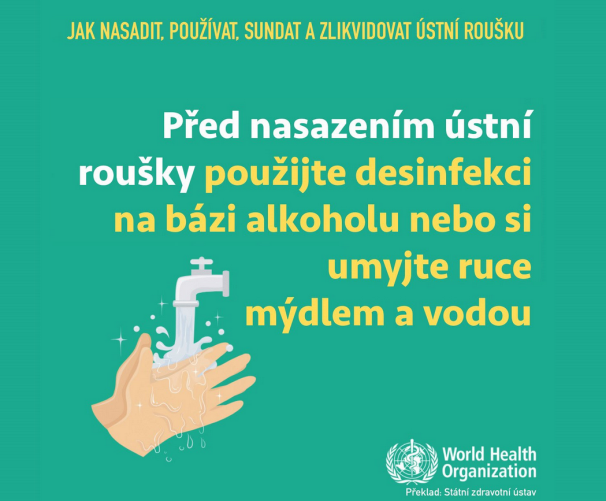 JAK NASADIT, POUŽÍVAT, SUNDAT A ZLIKVIDOVAT ÚSTNÍ ROUŠKU
Před nasazením ústní
roušky použijte desinfekci
na bázi alkoholu nebo si
umyjte ruce
mýdlem a vodou
World Health
Organization
Překlad: Státní zdravotní ústav